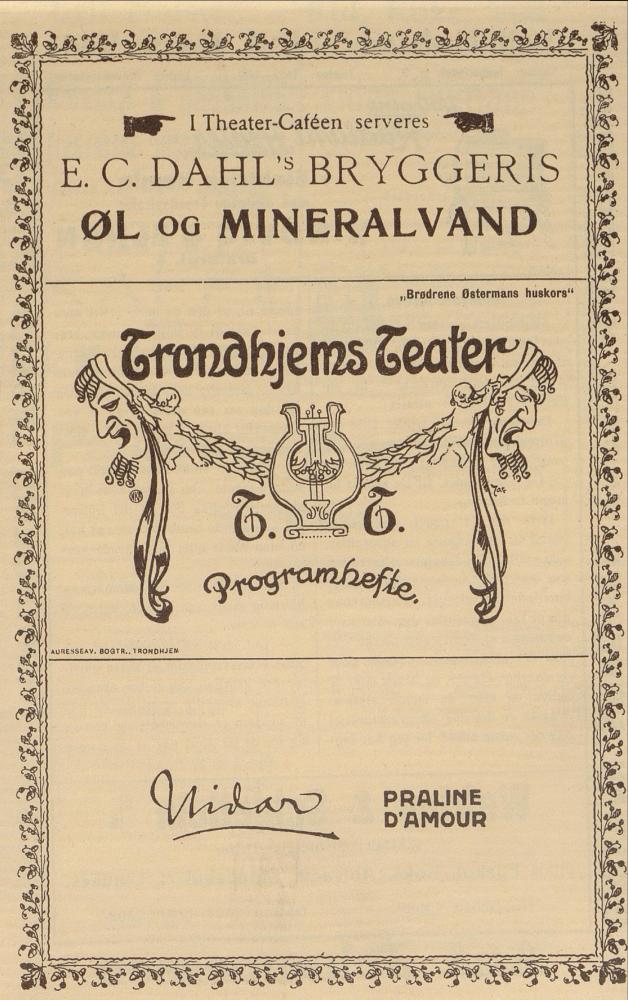 I Theater-Caféen serveres
E. C. DAHL's BRYGGERIS
ØL OG MINERALVAND
„Brødrene Østermans huskors“
Trondhjems Teater
T. T.
Programhefte.
ADRESSEAV. BOGTR., TRONDHJEM
Nidar
PRALINE
D'AMOUR